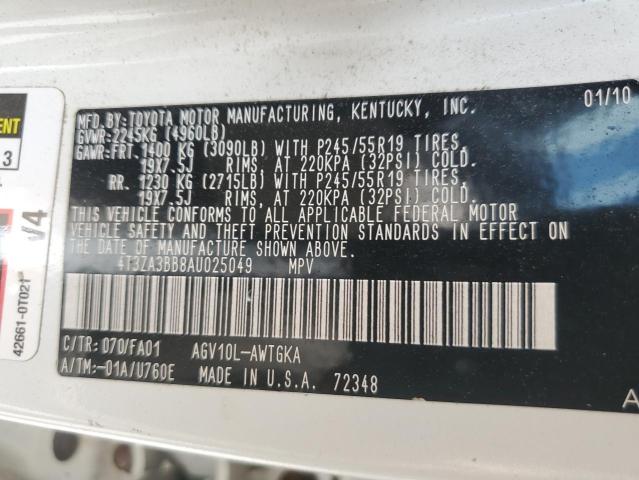 MFD.BY:TOYOTA MOTOR MANUFACTURING, KENTUCKY, INC. 01/10
GVWR:2245KG (4960LB)
GAWR:FRT.1400 KG (3090LB) WITH P245/55R19 TIRES,
19X7.5J RIMS, AT 220KPA (32PSI) COLD.
RR. 1230 KG (2715LB) WITH P245/55R19 TIRES,
19X7.5J RIMS, AT 220KPA (32PSI) COLD.
THIS VEHICLE CONFORMS TO ALL APPLICABLE FEDERAL MOTOR
VEHICLE SAFETY AND THEFT PREVENTION STANDARDS IN EFFECT ON
THE DATE OF MANUFACTURE SHOWN ABOVE.
4T3ZA3BB8AU025049 MPV
C/TR: 070/FA01 AGV10L-AWTGKA
A/TM:-01A/U760E MADE IN U.S.A. 72348
A
ENT
3
V4
42661-0T021